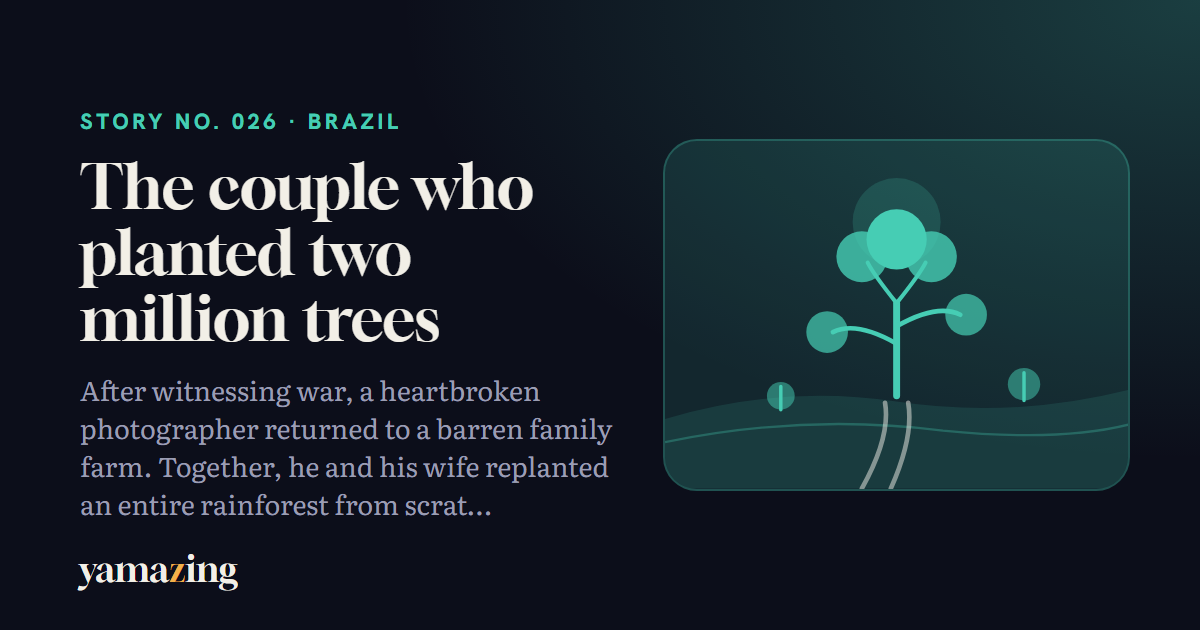 STORY NO. 026 · BRAZIL
The couple who
planted two
million trees
After witnessing war, a heartbroken
photographer returned to a barren family
farm. Together, he and his wife replanted
an entire rainforest from scrat...
yamazing